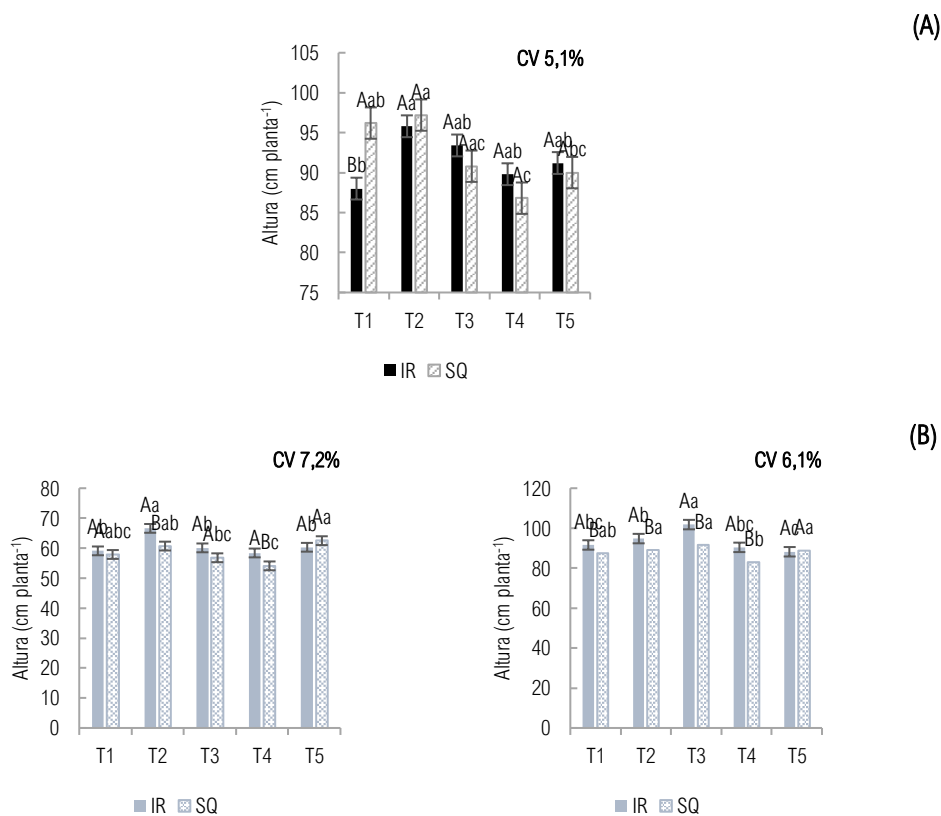 (A)
CV 5,1%
Altura (cm planta-1)
105
100
95
90
85
80
75
Bb
Aab
Aa
Aa
Aab
Aac
Aab
Ac
Aab
Abc
T1 T2 T3 T4 T5
IR SQ
(B)
CV 7,2%
Altura (cm planta-1)
80
70
60
50
40
30
20
10
0
Ab
Aabc
Aa
Bab
Ab
Abc
Ab
Bc
Ab
Aa
T1 T2 T3 T4 T5
IR SQ
CV 6,1%
Altura (cm planta-1)
120
100
80
60
40
20
0
Abc
Bab
Ab
Ba
Aa
Ba
Abc
Bb
Ac
Aa
T1 T2 T3 T4 T5
IR SQ